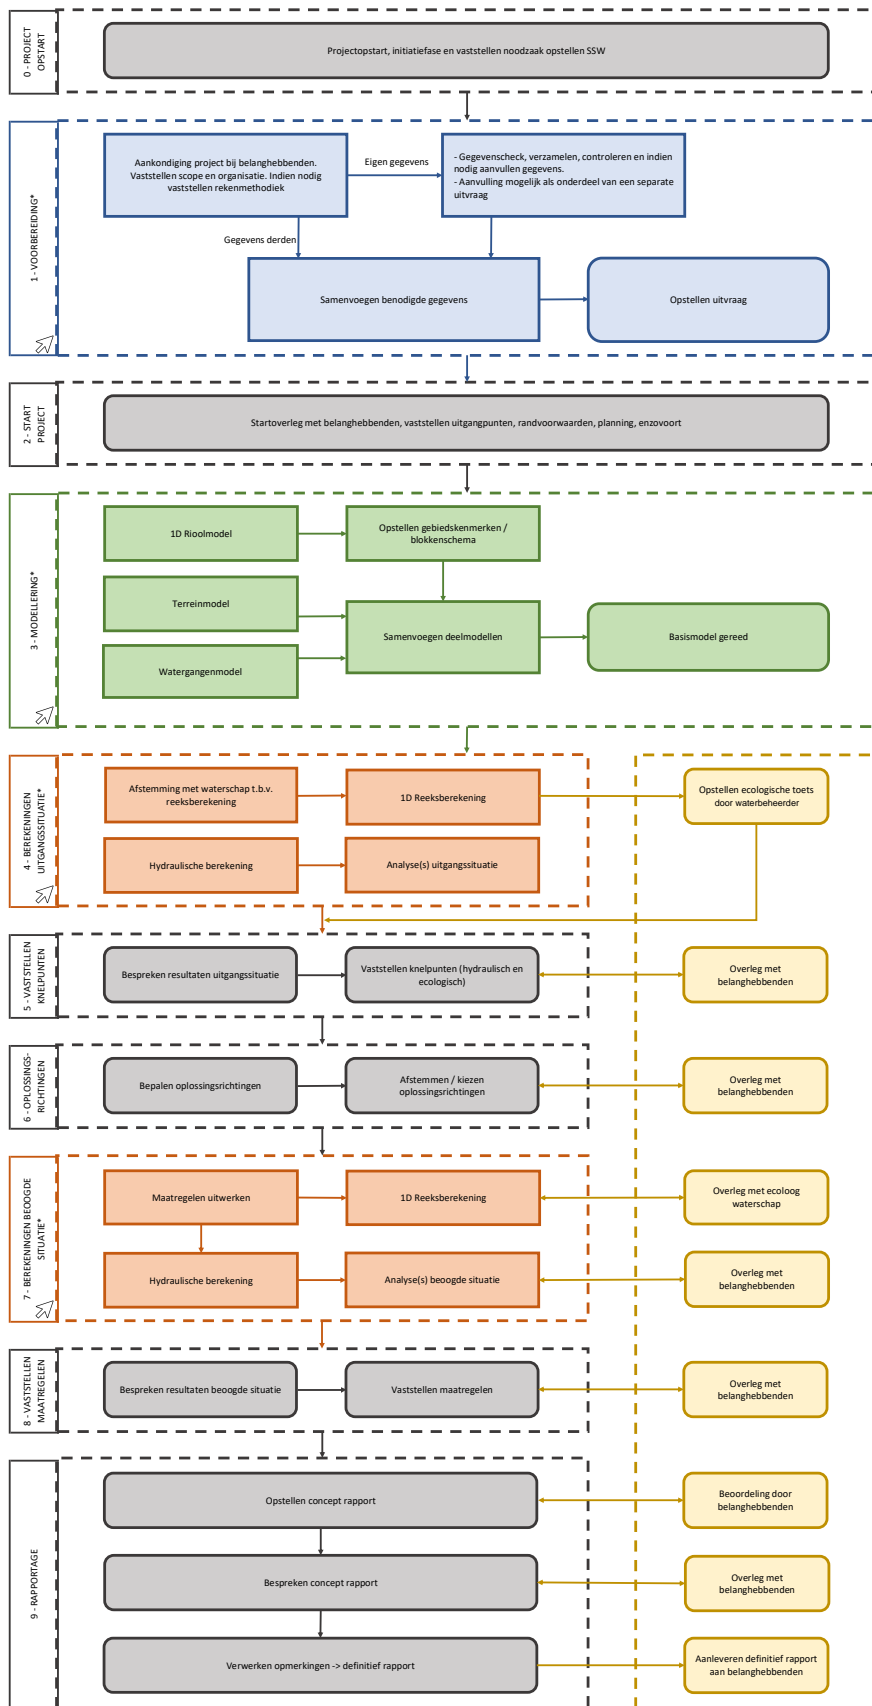 0 - PROJECT
OPSTART
Projectopstart, initiatiefase en vaststellen noodzaak opstellen SSW
1 - VOORBEREIDING*
Aankondiging project bij belanghebbenden.
Vaststellen scope en organisatie. Indien nodig
vaststellen rekenmethodiek
Eigen gegevens
- Gegevenscheck, verzamelen, controleren en indien
nodig aanvullen gegevens.
- Aanvulling mogelijk als onderdeel van een separate
uitvraag
Gegevens derden
Samenvoegen benodigde gegevens
Opstellen uitvraag
2 - START
PROJECT
Startoverleg met belanghebbenden, vaststellen uitgangpunten, randvoorwaarden, planning, enzovoort
3 - MODELLERING*
1D Rioolmodel
Opstellen gebiedskenmerken /
blokkenschema
Terreinmodel
Samenvoegen deelmodellen
Basismodel gereed
Watergangenmodel
4 - BEREKENINGEN
UITGANGSSITUATIE*
Afstemming met waterschap t.b.v.
reeksberekening
1D Reeksberekening
Opstellen ecologische toets
door waterbeheerder
Hydraulische berekening
Analyse(s) uitgangssituatie
5 - VASTSTELLEN
KNELPUNTEN
Bespreken resultaten uitgangssituatie
Vaststellen knelpunten (hydraulisch en
ecologisch)
Overleg met
belanghebbenden
6 - OPLOSSINGS-
RICHTINGEN
Bepalen oplossingsrichtingen
Afstemmen / kiezen
oplossingsrichtingen
Overleg met
belanghebbenden
7 - BEREKENINGEN BEOOGDE
SITUATIE*
Maatregelen uitwerken
1D Reeksberekening
Overleg met ecoloog
waterschap
Hydraulische berekening
Analyse(s) beoogde situatie
Overleg met
belanghebbenden
8 - VASTSTELLEN
MAATREGELEN
Bespreken resultaten beoogde situatie
Vaststellen maatregelen
Overleg met
belanghebbenden
9 - RAPPORTAGE
Opstellen concept rapport
Beoordeling door
belanghebbenden
Bespreken concept rapport
Overleg met
belanghebbenden
Verwerken opmerkingen -> definitief rapport
Aanleveren definitief rapport
aan belanghebbenden